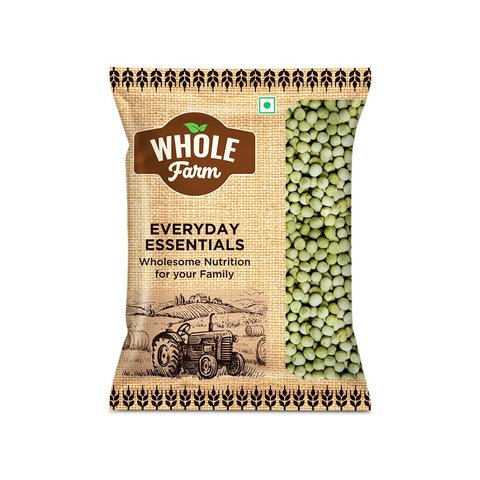 WHOLE
Farm
EVERYDAY
ESSENTIALS
Wholesome Nutrition
for your Family